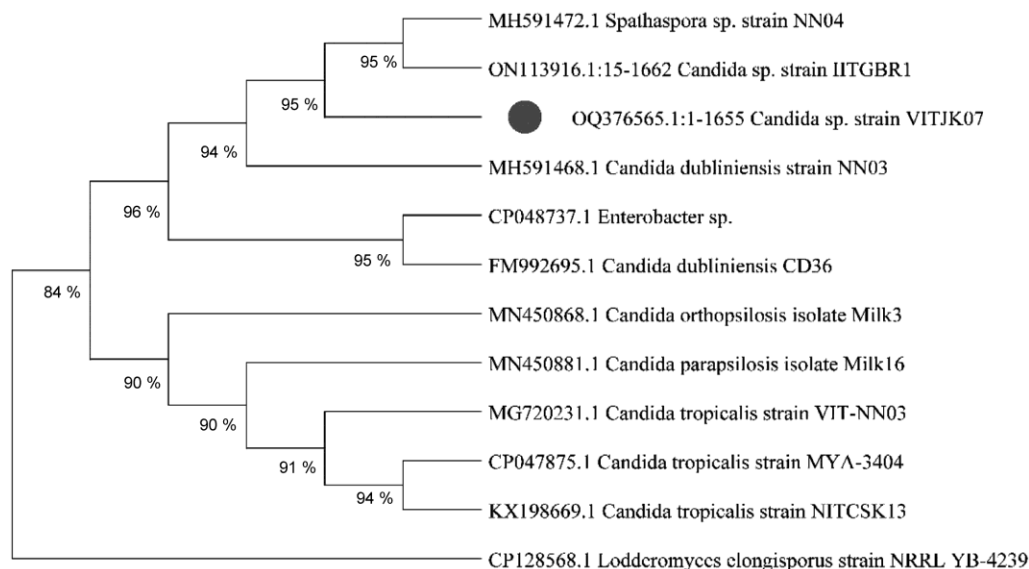 MH591472.1 Spathaspora sp. strain NN04
95 %
ON113916.1:15-1662 Candida sp. strain IITGBR1
95 %
OQ376565.1:1-1655 Candida sp. strain VITJK07
94 %
MH591468.1 Candida dubliniensis strain NN03
96 %
CP048737.1 Enterobacter sp.
95 %
FM992695.1 Candida dubliniensis CD36
84 %
MN450868.1 Candida orthopsilosis isolate Milk3
90 %
MN450881.1 Candida parapsilosis isolate Milk16
90 %
MG720231.1 Candida tropicalis strain VIT-NN03
91 %
CP047875.1 Candida tropicalis strain MYA-3404
94 %
KX198669.1 Candida tropicalis strain NITCSK13
CP128568.1 Lodderomyces elongisporus strain NRRL YB-4239